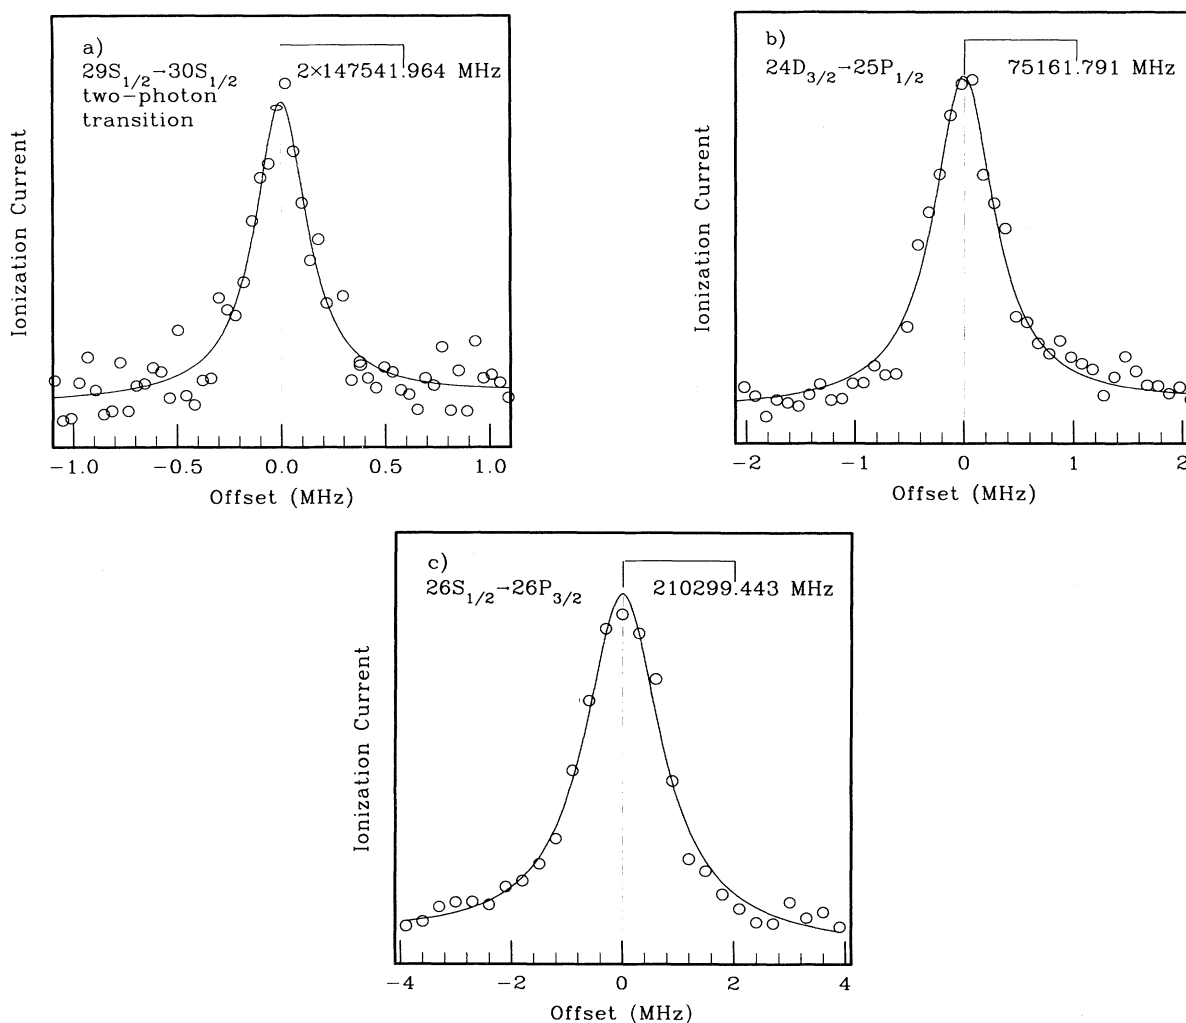 a)
29S1/2→30S1/2 2×147541.964 MHz
two-photon
transition
Ionization Current
−1.0 −0.5 0.0 0.5 1.0
Offset (MHz)
b)
24D3/2→25P1/2 75161.791 MHz
Ionization Current
−2 −1 0 1 2
Offset (MHz)
c)
26S1/2→26P3/2 210299.443 MHz
Ionization Current
−4 −2 0 2 4
Offset (MHz)